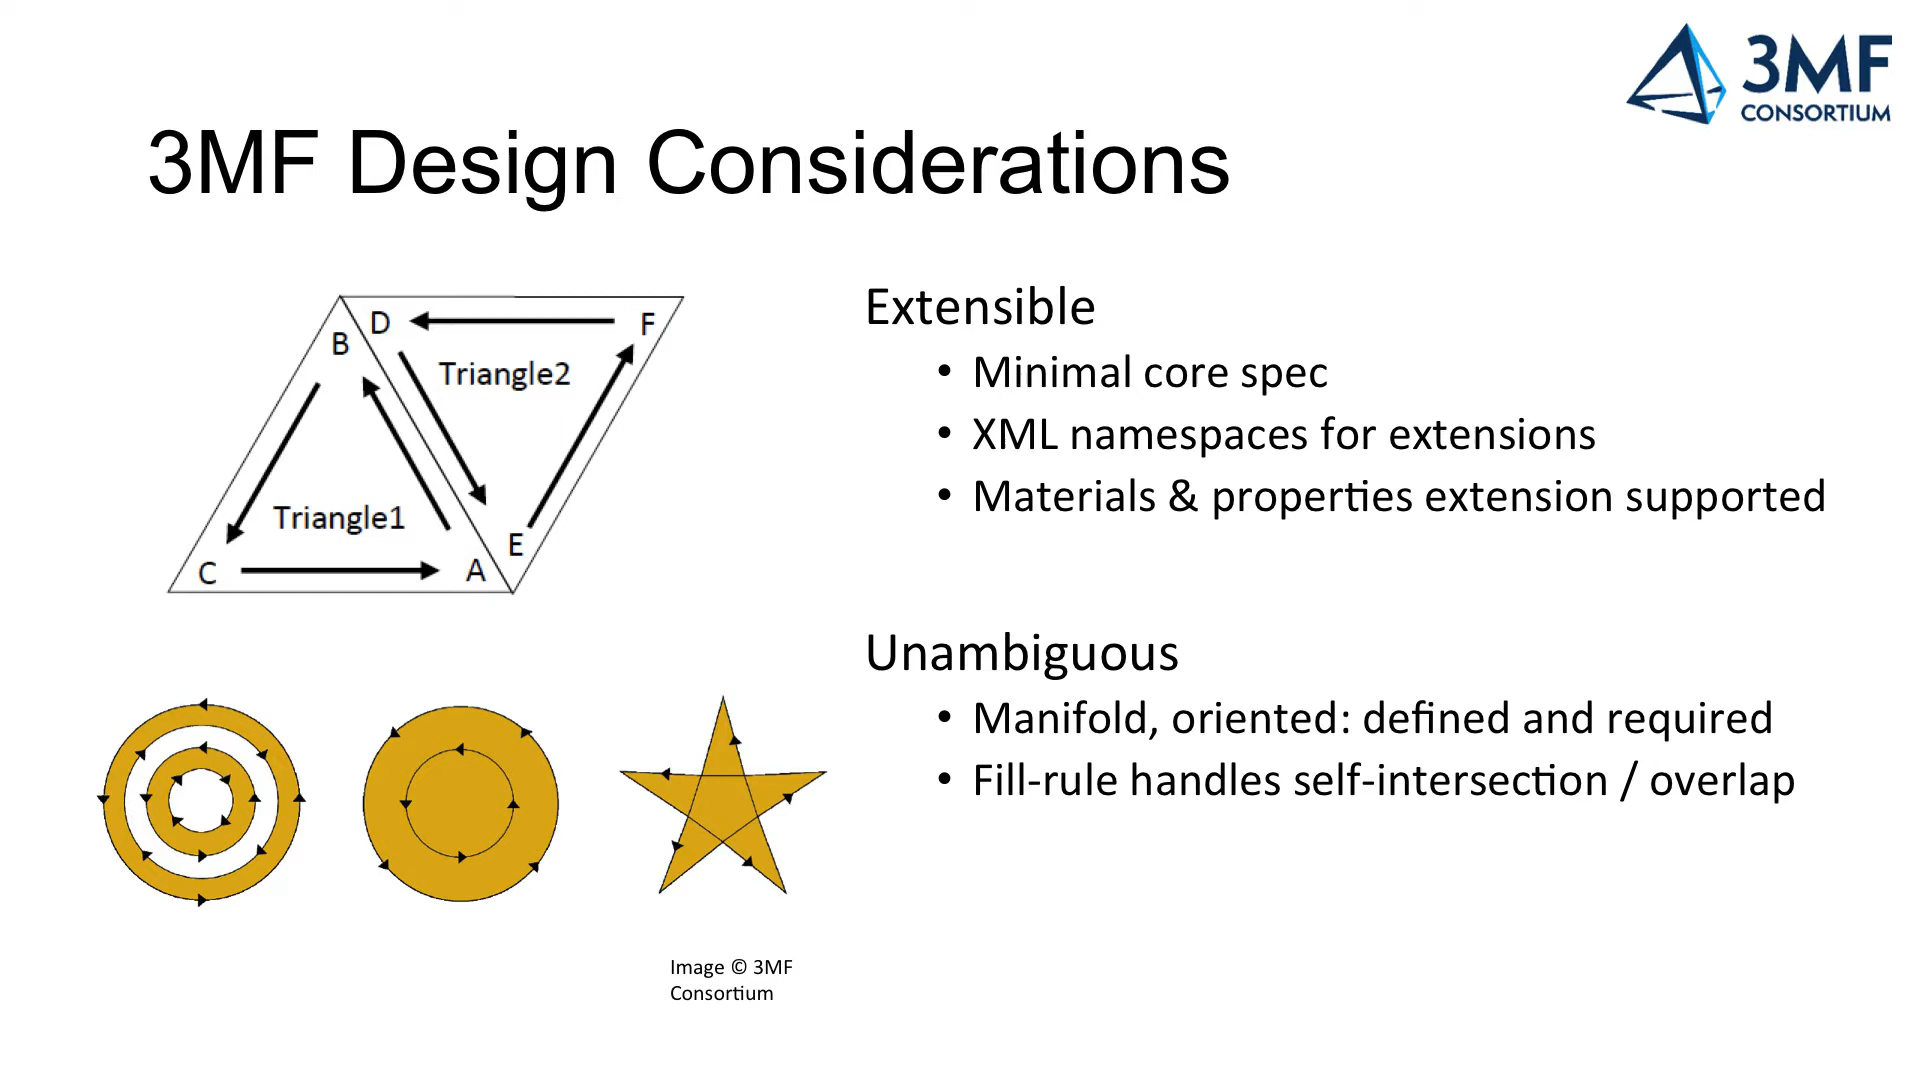 3MF
CONSORTIUM
3MF Design Considerations
D
F
B
Triangle2
Triangle1
E
C
A
Extensible
• Minimal core spec
• XML namespaces for extensions
• Materials & properties extension supported
Unambiguous
• Manifold, oriented: defined and required
• Fill-rule handles self-intersection / overlap
Image © 3MF
Consortium